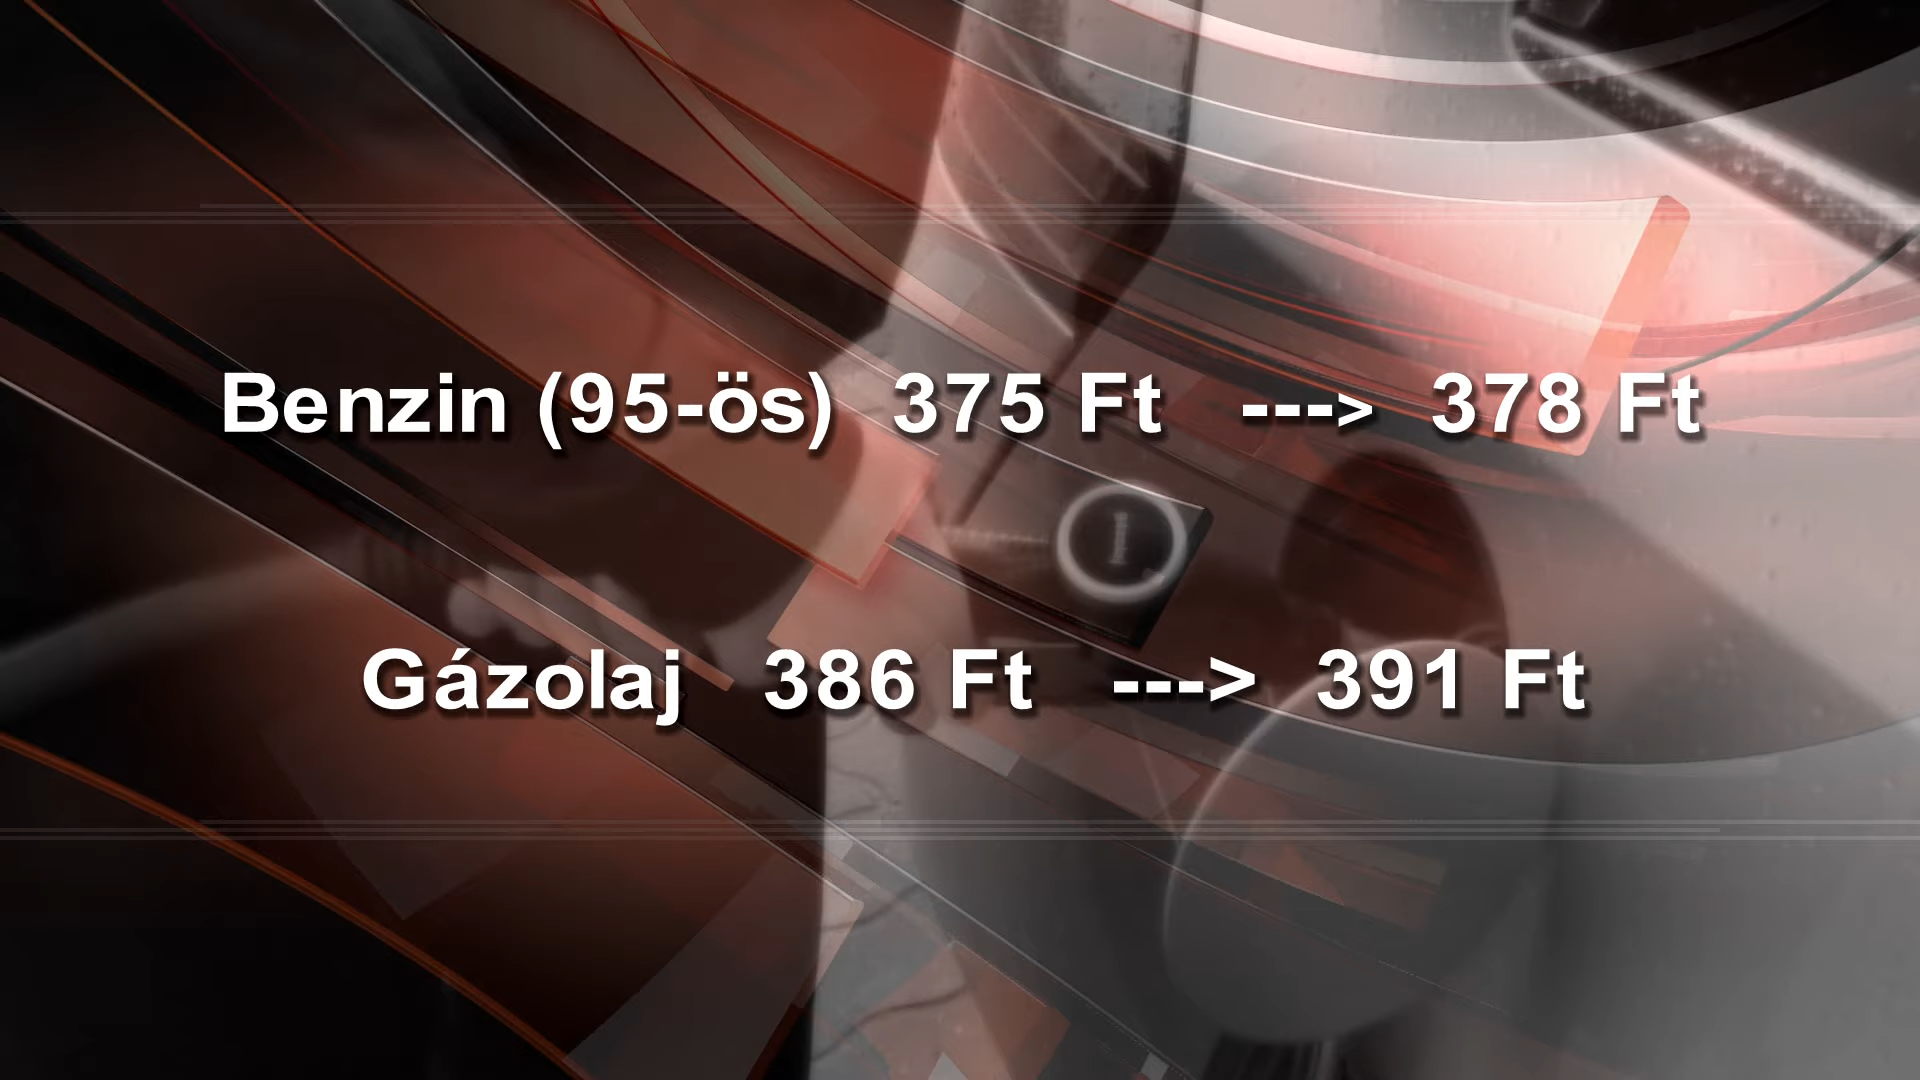 Benzin (95-ös) 375 Ft ---> 378 Ft
Gázolaj 386 Ft ---> 391 Ft